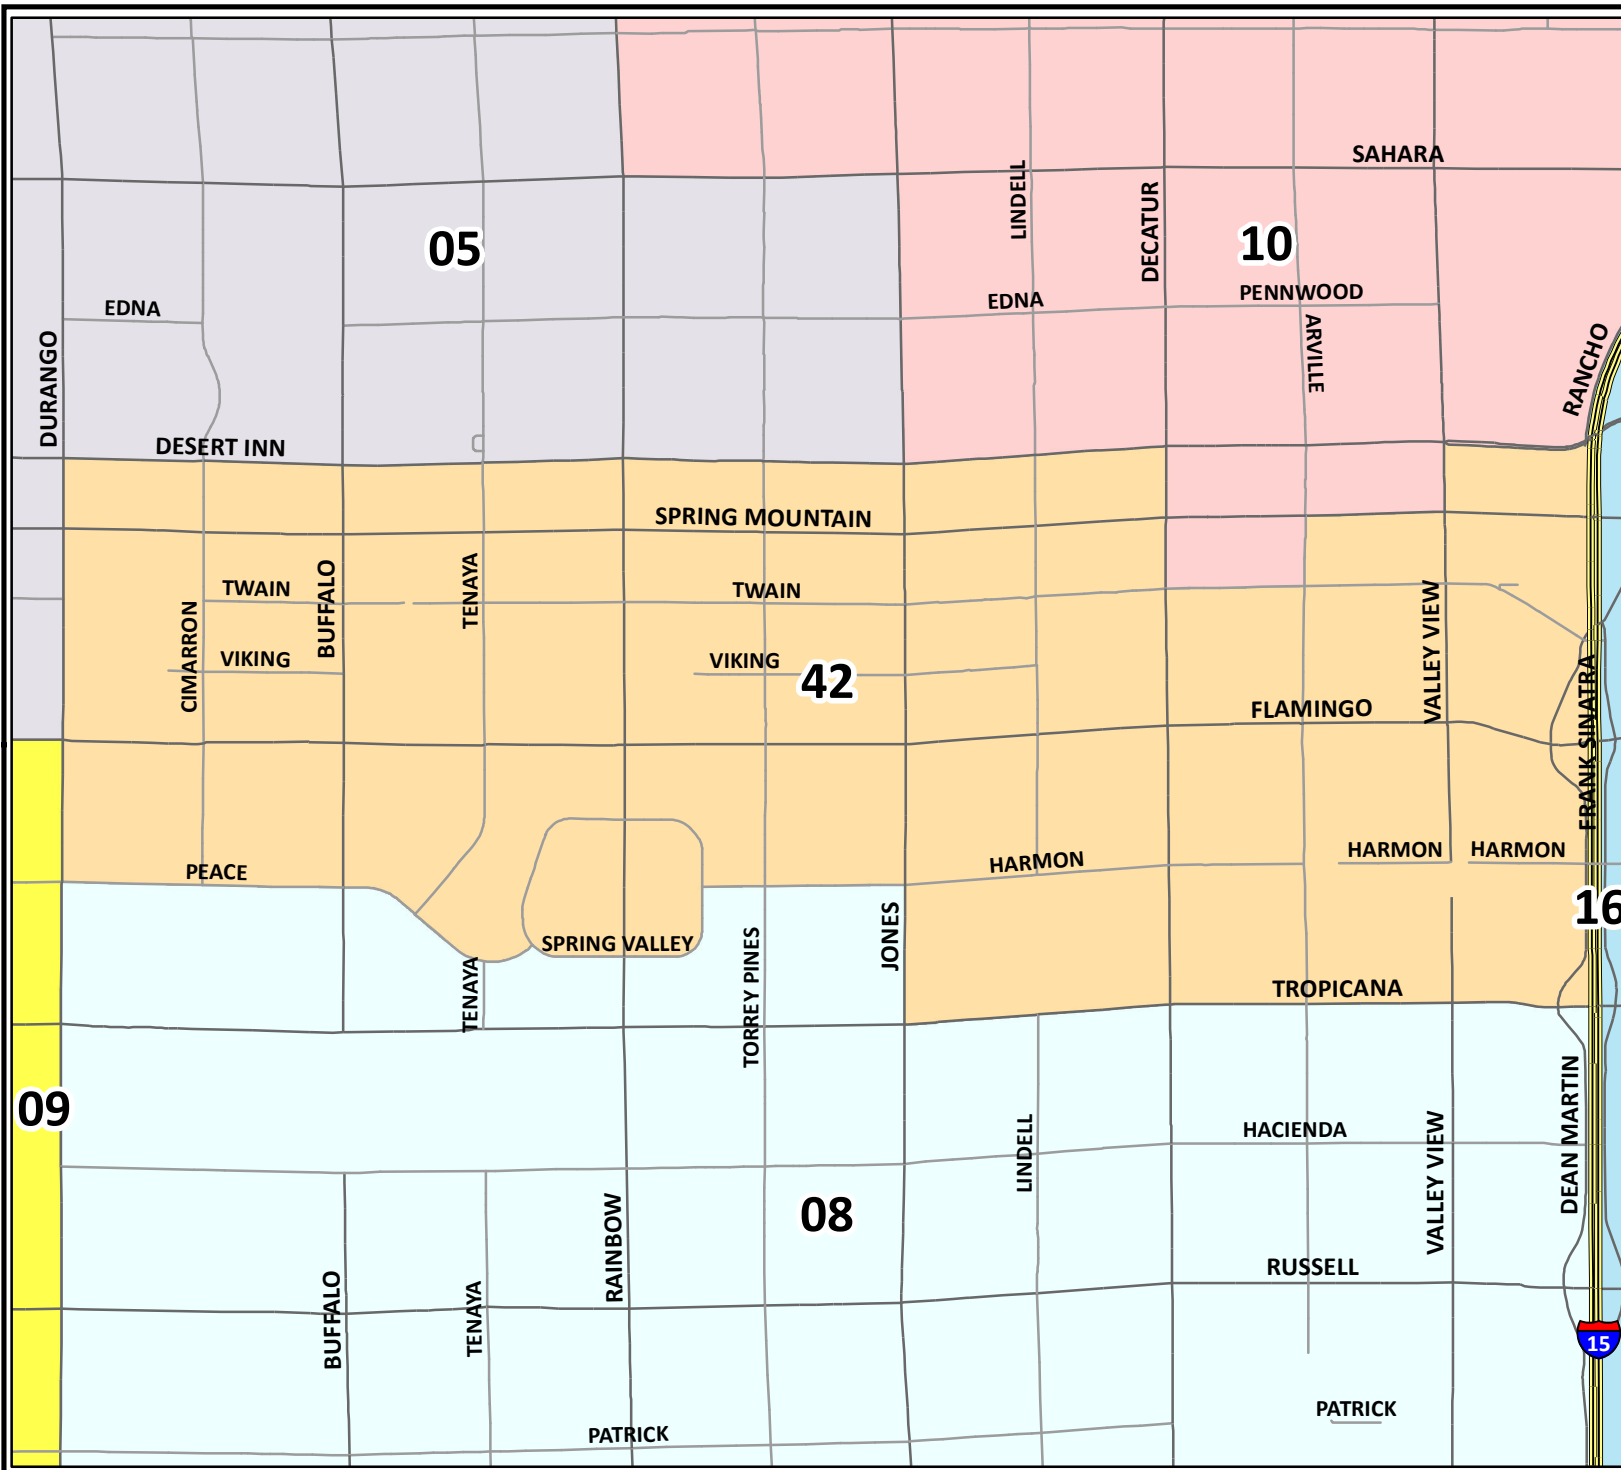 SAHARA
LINDELL
DECATUR
05
10
EDNA
EDNA
PENNWOOD
ARVILLE
RANCHO
DURANGO
DESERT INN
SPRING MOUNTAIN
TWAIN
BUFFALO
TENAYA
TWAIN
VALLEY VIEW
CIMARRON
VIKING
VIKING
42
FLAMINGO
FRANK SINATRA
PEACE
HARMON
HARMON
HARMON
16
JONES
SPRING VALLEY
TORREY PINES
TENAYA
TROPICANA
09
DEAN MARTIN
LINDELL
HACIENDA
VALLEY VIEW
08
RAINBOW
RUSSELL
BUFFALO
TENAYA
15
PATRICK
PATRICK